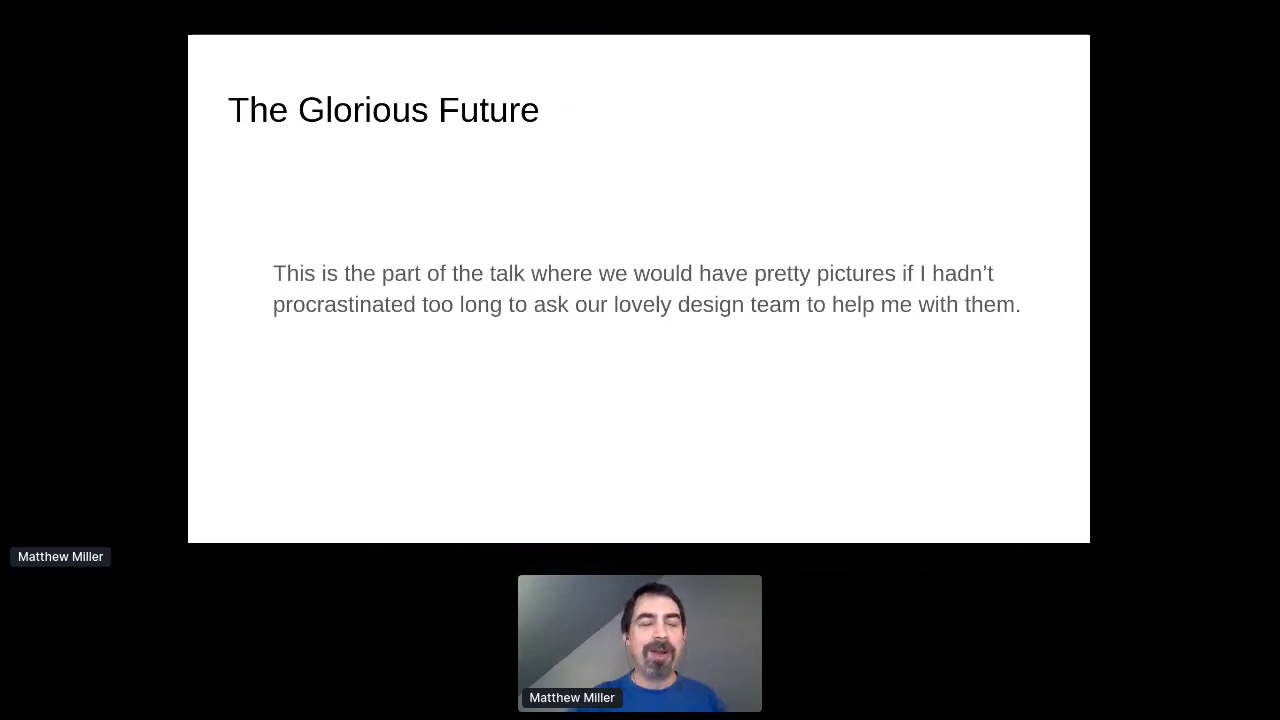 The Glorious Future
This is the part of the talk where we would have pretty pictures if I hadn’t
procrastinated too long to ask our lovely design team to help me with them.
Matthew Miller
Matthew Miller